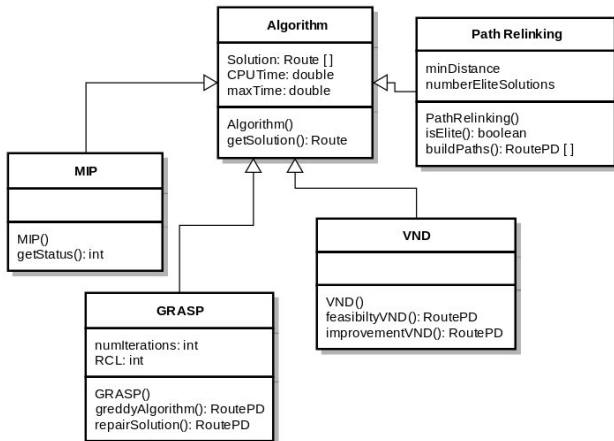 Algorithm
Solution: Route [ ]
CPUTime: double
maxTime: double
Algorithm()
getSolution(): Route
Path Relinking
minDistance
numberEliteSolutions
PathRelinking()
isElite(): boolean
buildPaths(): RoutePD [ ]
MIP
MIP()
getStatus(): int
VND
VND()
feasibiltyVND(): RoutePD
improvementVND(): RoutePD
GRASP
numIterations: int
RCL: int
GRASP()
greddyAlgorithm(): RoutePD
repairSolution(): RoutePD